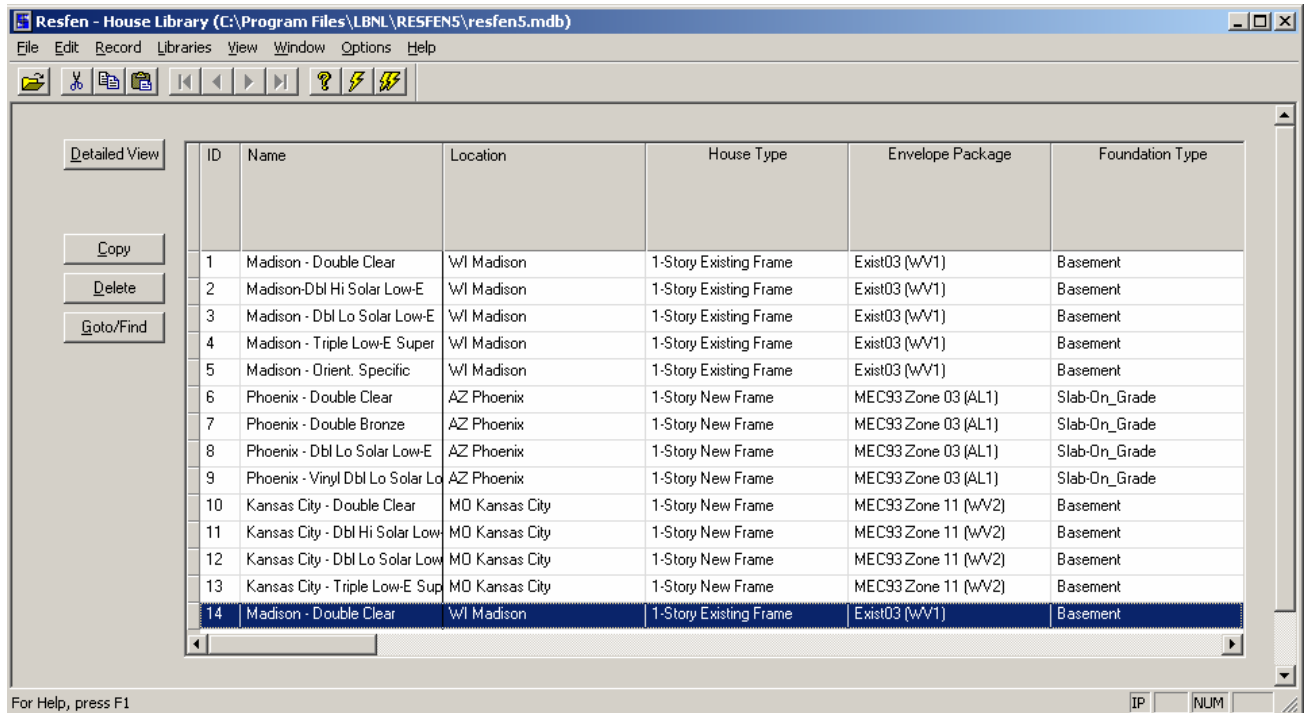 Resfen - House Library (C:\Program Files\LBNL\RESFEN5\resfen5.mdb)
File Edit Record Libraries View Window Options Help
Detailed View
Copy
Delete
Goto/Find
ID Name Location House Type Envelope Package Foundation Type
1 Madison - Double Clear WI Madison 1-Story Existing Frame Exist03 (WV1) Basement
2 Madison-Dbl Hi Solar Low-E WI Madison 1-Story Existing Frame Exist03 (WV1) Basement
3 Madison - Dbl Lo Solar Low-E WI Madison 1-Story Existing Frame Exist03 (WV1) Basement
4 Madison - Triple Low-E Super WI Madison 1-Story Existing Frame Exist03 (WV1) Basement
5 Madison - Orient. Specific WI Madison 1-Story Existing Frame Exist03 (WV1) Basement
6 Phoenix - Double Clear AZ Phoenix 1-Story New Frame MEC93 Zone 03 (AL1) Slab-On_Grade
7 Phoenix - Double Bronze AZ Phoenix 1-Story New Frame MEC93 Zone 03 (AL1) Slab-On_Grade
8 Phoenix - Dbl Lo Solar Low-E AZ Phoenix 1-Story New Frame MEC93 Zone 03 (AL1) Slab-On_Grade
9 Phoenix - Vinyl Dbl Lo Solar Lo AZ Phoenix 1-Story New Frame MEC93 Zone 03 (AL1) Slab-On_Grade
10 Kansas City - Double Clear MO Kansas City 1-Story New Frame MEC93 Zone 11 (WV2) Basement
11 Kansas City - Dbl Hi Solar Low- MO Kansas City 1-Story New Frame MEC93 Zone 11 (WV2) Basement
12 Kansas City - Dbl Lo Solar Low MO Kansas City 1-Story New Frame MEC93 Zone 11 (WV2) Basement
13 Kansas City - Triple Low-E Sup MO Kansas City 1-Story New Frame MEC93 Zone 11 (WV2) Basement
14 Madison - Double Clear WI Madison 1-Story Existing Frame Exist03 (WV1) Basement
For Help, press F1 IP NUM